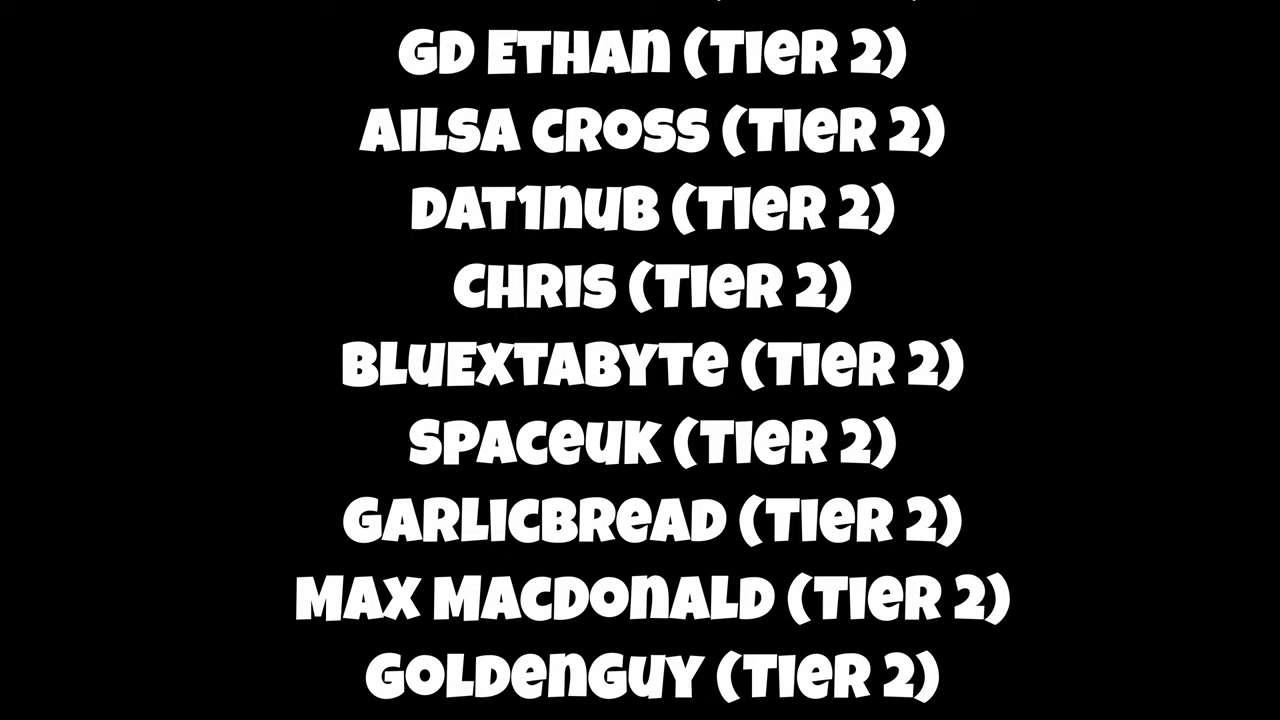 GD Ethan (Tier 2)
Ailsa Cross (Tier 2)
Dat1nub (Tier 2)
Chris (Tier 2)
BluExtabyte (Tier 2)
SpaceUK (Tier 2)
GarlicBread (Tier 2)
Max MacDonald (Tier 2)
GoldenGuy (Tier 2)